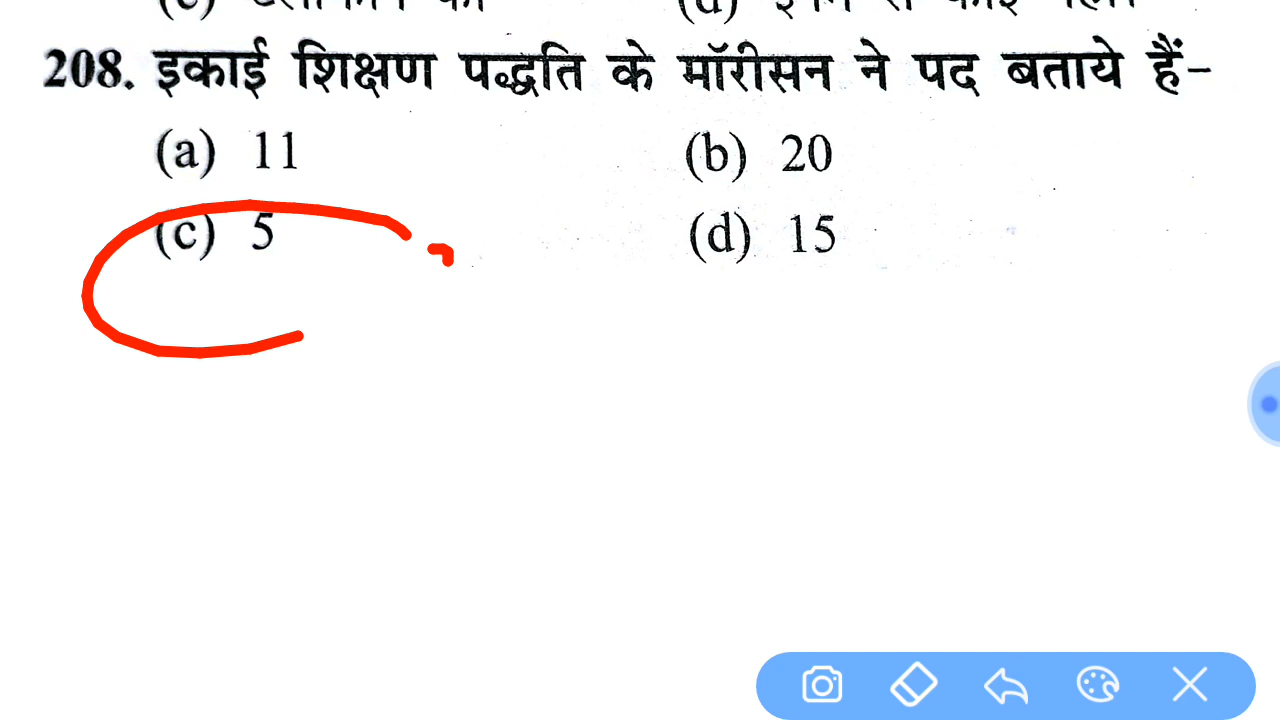 208. इकाई शिक्षण पद्धति के मॉरीसन ने पद बताये हैं-
(a) 11 (b) 20
(c) 5 (d) 15